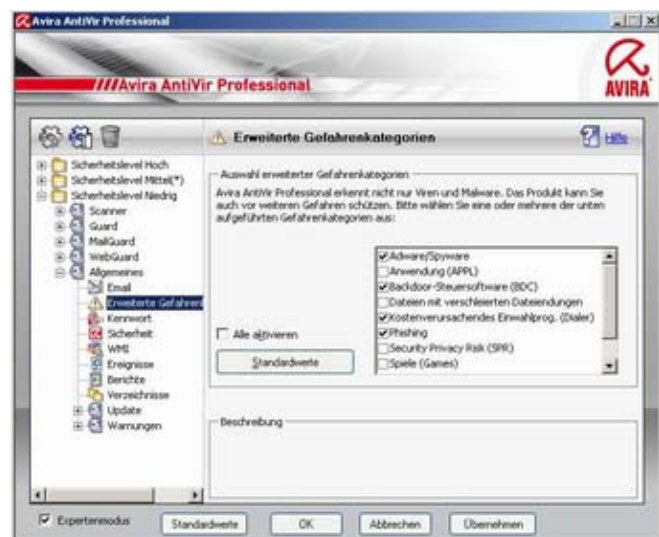 Avira AntiVir Professional
Avira AntiVir Professional
AVIRA
Erweiterte Gefahrenkategorien
Hilfe
Sicherheitslevel Hoch
Sicherheitslevel Mittel(*)
Sicherheitslevel Niedrig
Scanner
Guard
MailGuard
WebGuard
Allgemeines
Email
Erweiterte Gefahren
Kennwort
Sicherheit
WMI
Ereignisse
Berichte
Verzeichnisse
Update
Warnungen
Auswahl erweiterter Gefahrenkategorien
Avira AntiVir Professional erkennt nicht nur Viren und Malware. Das Produkt kann Sie
auch vor weiteren Gefahren schützen. Bitte wählen Sie eine oder mehrere der unten
aufgeführten Gefahrenkategorien aus:
Adware/Spyware
Anwendung (APPL)
Backdoor-Steuersoftware (BDC)
Dateien mit verschleierten Dateiendungen
Kostenverursachendes Einwahlprog. (Dialer)
Phishing
Security Privacy Risk (SPR)
Spiele (Games)
Alle aktivieren
Standardwerte
Beschreibung
Expertenmodus
Standardwerte
OK
Abbrechen
Übernehmen